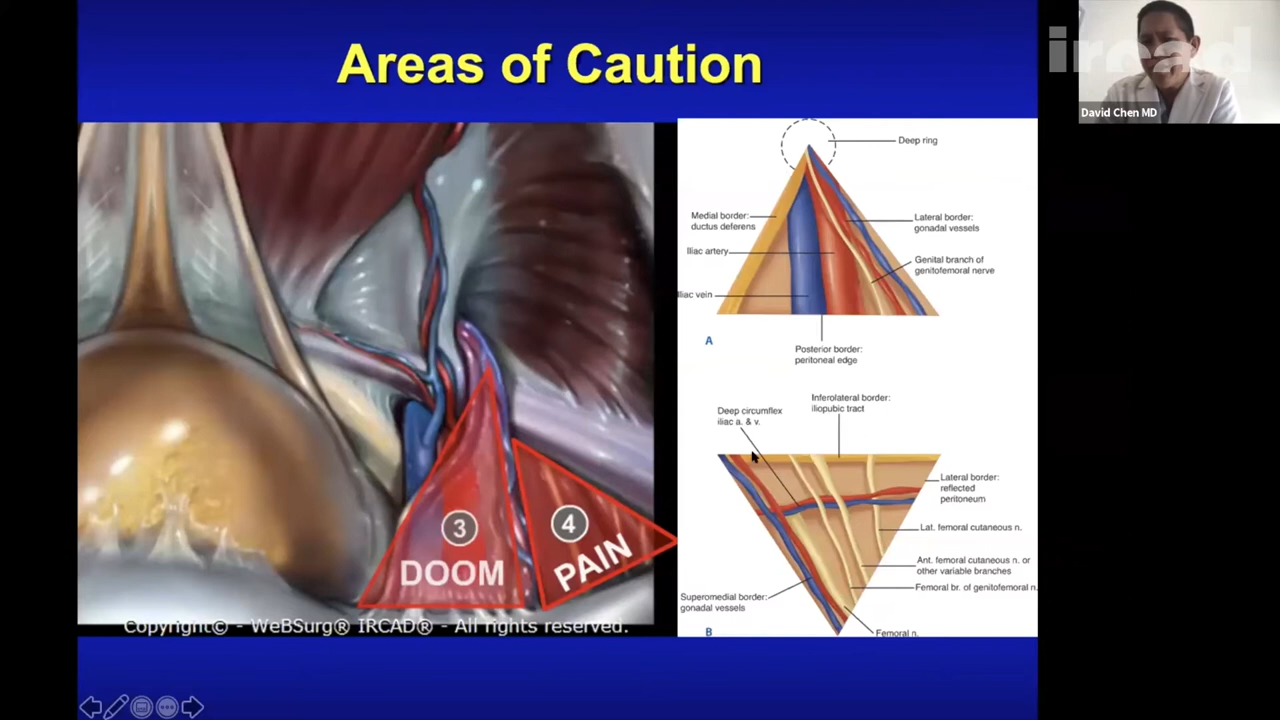 Areas of Caution
ircad
David Chen MD
3
DOOM
4
PAIN
Copyright© - WeBSurg® IRCAD® - All rights reserved.
Deep ring
Medial border:
ductus deferens
Lateral border:
gonadal vessels
Iliac artery
Genital branch of
genitofemoral nerve
Iliac vein
Posterior border:
peritoneal edge
A
Deep circumflex
iliac a. & v.
Inferolateral border:
iliopubic tract
Lateral border:
reflected
peritoneum
Lat. femoral cutaneous n.
Ant. femoral cutaneous n. or
other variable branches
Femoral br. of genitofemoral n.
Superomedial border:
gonadal vessels
Femoral n.
B